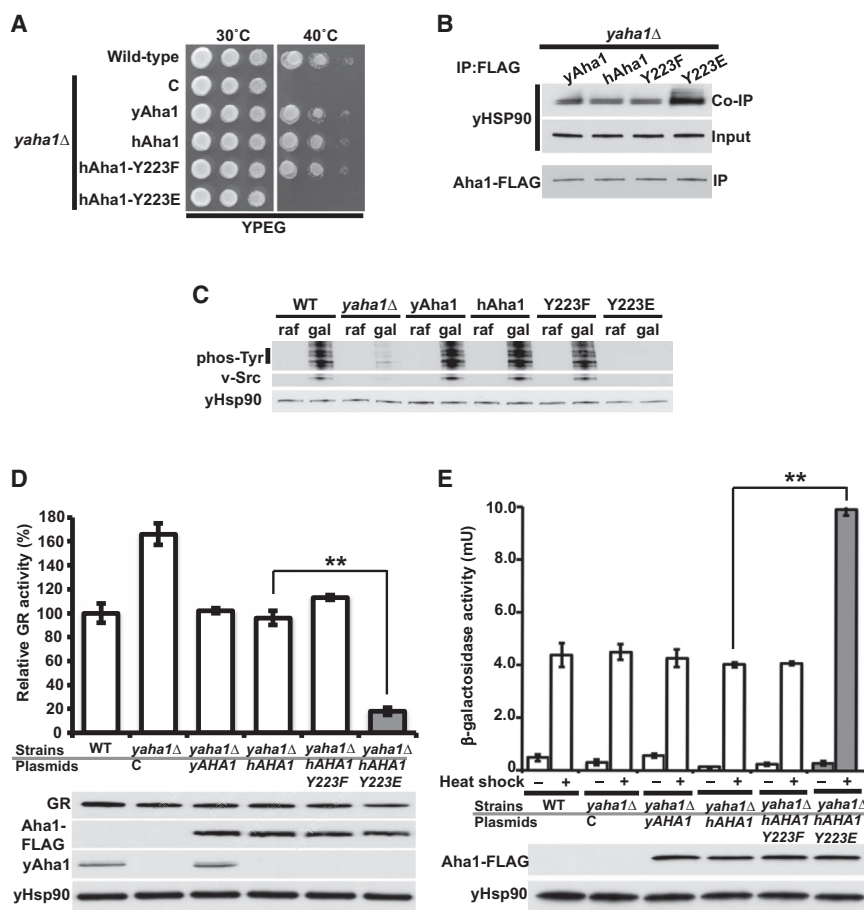 A
30˚C 40˚C
Wild-type
C
yAha1
hAha1
hAha1-Y223F
hAha1-Y223E
yaha1Δ
YPEG
B
yaha1Δ
IP:FLAG
yAha1 hAha1 Y223F Y223E
yHSP90
Co-IP
Input
Aha1-FLAG
IP
C
WT yaha1Δ yAha1 hAha1 Y223F Y223E
raf gal raf gal raf gal raf gal raf gal raf gal
phos-Tyr
v-Src
yHsp90
D
Relative GR activity (%)
180
160
140
120
100
80
60
40
20
0
**
Strains WT yaha1Δ yaha1Δ yaha1Δ yaha1Δ yaha1Δ
Plasmids C yAHA1 hAHA1 hAHA1 hAHA1
Y223F Y223E
GR
Aha1-
FLAG
yAha1
yHsp90
E
β-galactosidase activity (mU)
10.0
8.0
6.0
4.0
2.0
0
**
Heat shock – + – + – + – + – + – +
Strains WT yaha1Δ yaha1Δ yaha1Δ yaha1Δ yaha1Δ
Plasmids C yAHA1 hAHA1 hAHA1 hAHA1
Y223F Y223E
Aha1-FLAG
yHsp90